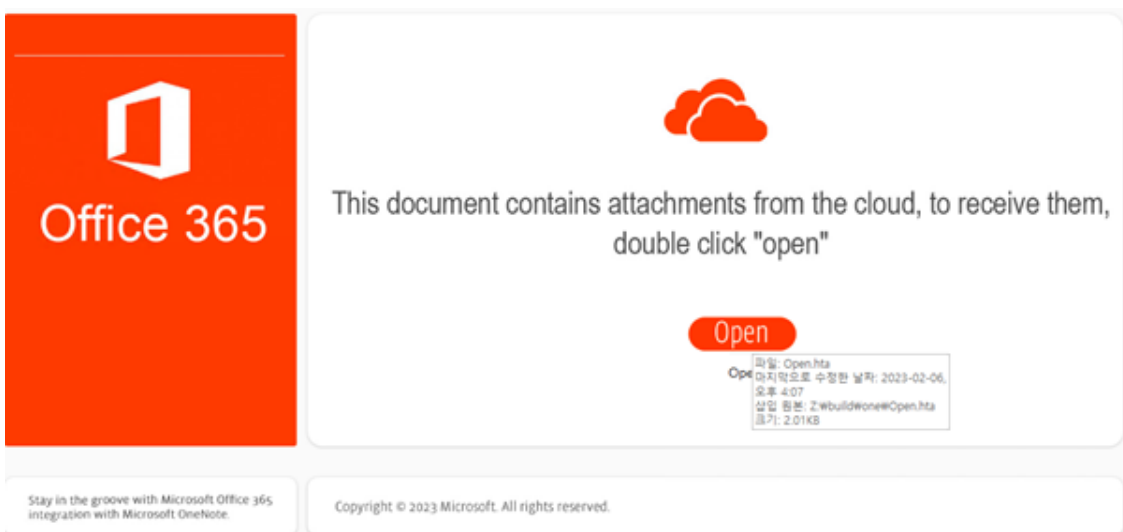 Office 365
This document contains attachments from the cloud, to receive them,
double click "open"
Open
Ope
파일: Open.hta
마지막으로 수정한 날짜: 2023-02-06,
오후 4:07
삽입 원본: Z:₩build₩one₩Open.hta
크기: 2.01KB
Stay in the groove with Microsoft Office 365
integration with Microsoft OneNote.
Copyright © 2023 Microsoft. All rights reserved.